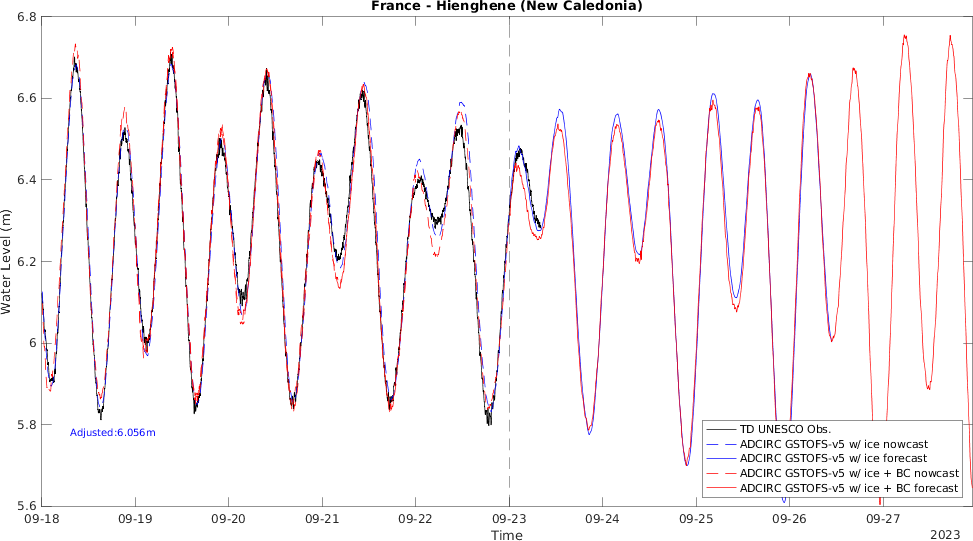 France - Hienghene (New Caledonia)
6.8
6.6
6.4
6.2
6
5.8
5.6
Water Level (m)
Adjusted:6.056m
TD UNESCO Obs.
ADCIRC GSTOFS-v5 w/ ice nowcast
ADCIRC GSTOFS-v5 w/ ice forecast
ADCIRC GSTOFS-v5 w/ ice + BC nowcast
ADCIRC GSTOFS-v5 w/ ice + BC forecast
09-18 09-19 09-20 09-21 09-22 09-23 09-24 09-25 09-26 09-27
Time
2023